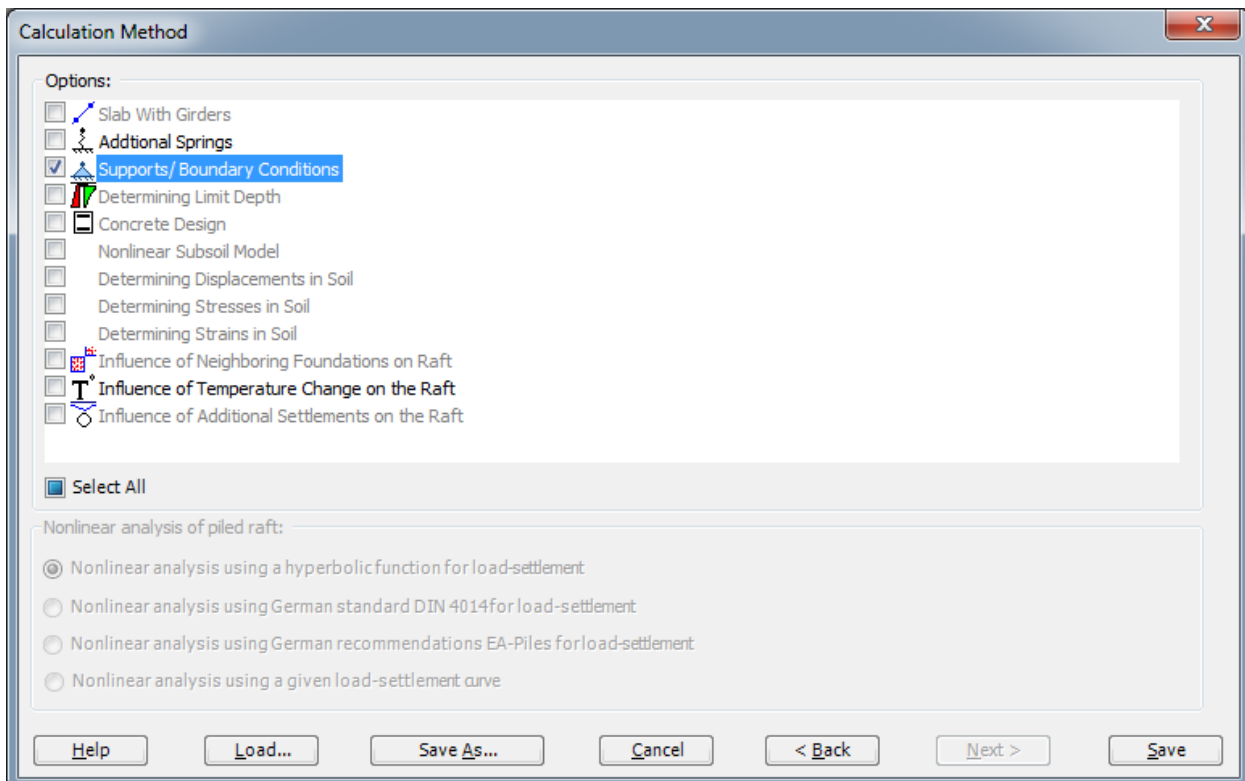 Calculation Method
Options:
Slab With Girders
Addtional Springs
Supports/ Boundary Conditions
Determining Limit Depth
Concrete Design
Nonlinear Subsoil Model
Determining Displacements in Soil
Determining Stresses in Soil
Determining Strains in Soil
Influence of Neighboring Foundations on Raft
T° Influence of Temperature Change on the Raft
Influence of Additional Settlements on the Raft
Select All
Nonlinear analysis of piled raft:
Nonlinear analysis using a hyperbolic function for load-settlement
Nonlinear analysis using German standard DIN 4014 for load-settlement
Nonlinear analysis using German recommendations EA-Piles for load-settlement
Nonlinear analysis using a given load-settlement curve
Help Load... Save As... Cancel < Back Next > Save